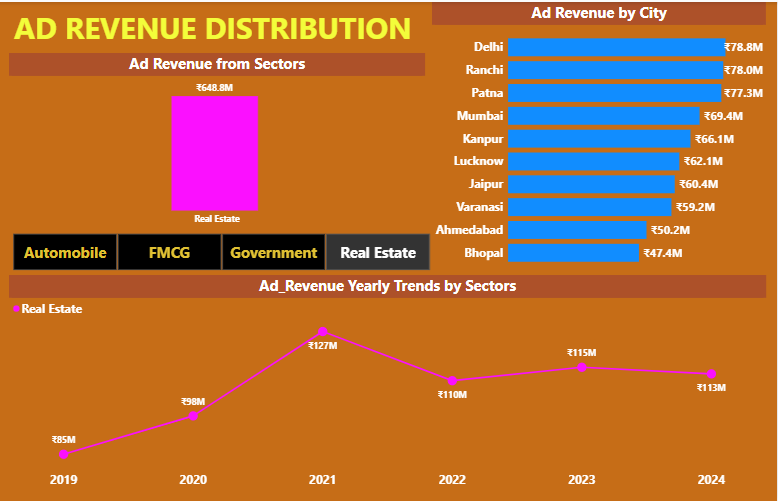 AD REVENUE DISTRIBUTION
Ad Revenue from Sectors
₹648.8M
Real Estate
Automobile FMCG Government Real Estate
Ad Revenue by City
Delhi ₹78.8M
Ranchi ₹78.0M
Patna ₹77.3M
Mumbai ₹69.4M
Kanpur ₹66.1M
Lucknow ₹62.1M
Jaipur ₹60.4M
Varanasi ₹59.2M
Ahmedabad ₹50.2M
Bhopal ₹47.4M
Ad_Revenue Yearly Trends by Sectors
Real Estate
₹85M ₹98M ₹127M ₹110M ₹115M ₹113M
2019 2020 2021 2022 2023 2024